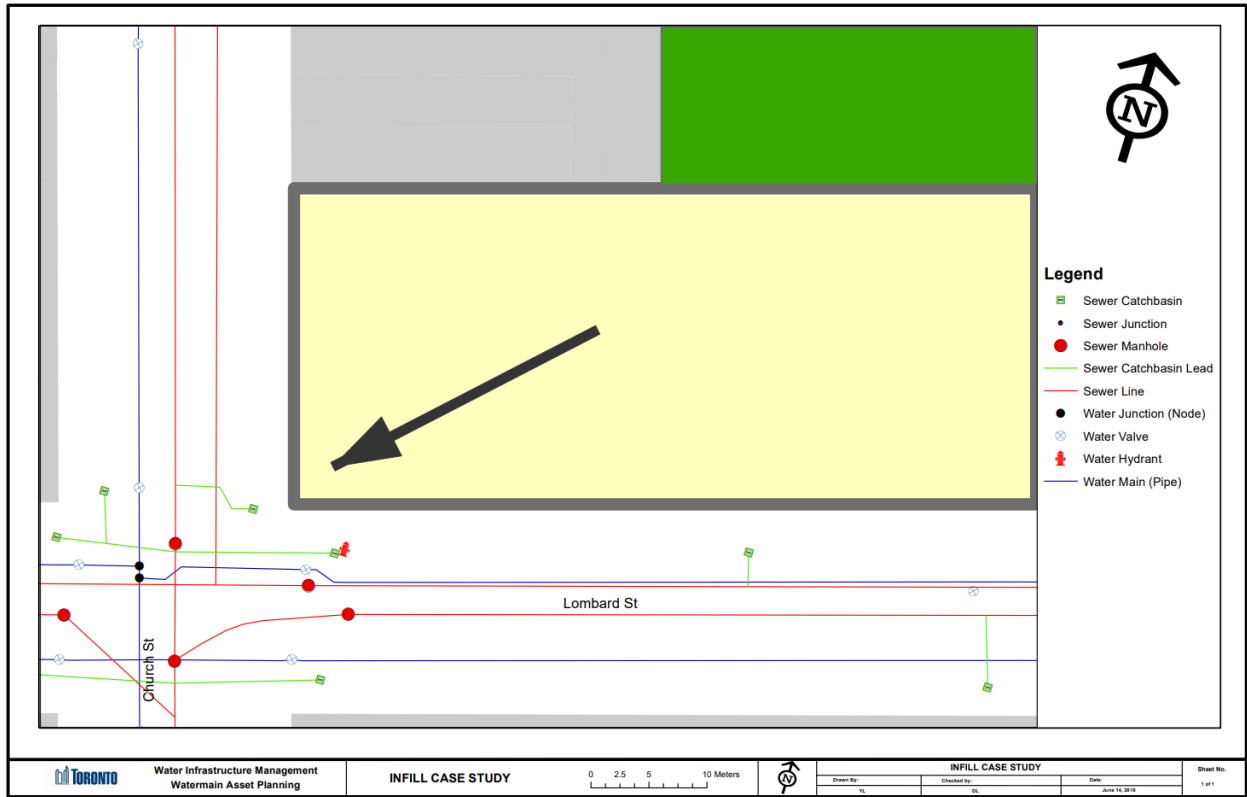 N
Legend
Sewer Catchbasin
Sewer Junction
Sewer Manhole
Sewer Catchbasin Lead
Sewer Line
Water Junction (Node)
Water Valve
Water Hydrant
Water Main (Pipe)
Lombard St
Church St
TORONTO
Water Infrastructure Management
Watermain Asset Planning
INFILL CASE STUDY
0 2.5 5 10 Meters
N
INFILL CASE STUDY
Drawn By: Checked by: Date:
YL DL June 14, 2018
Sheet No.
1 of 1